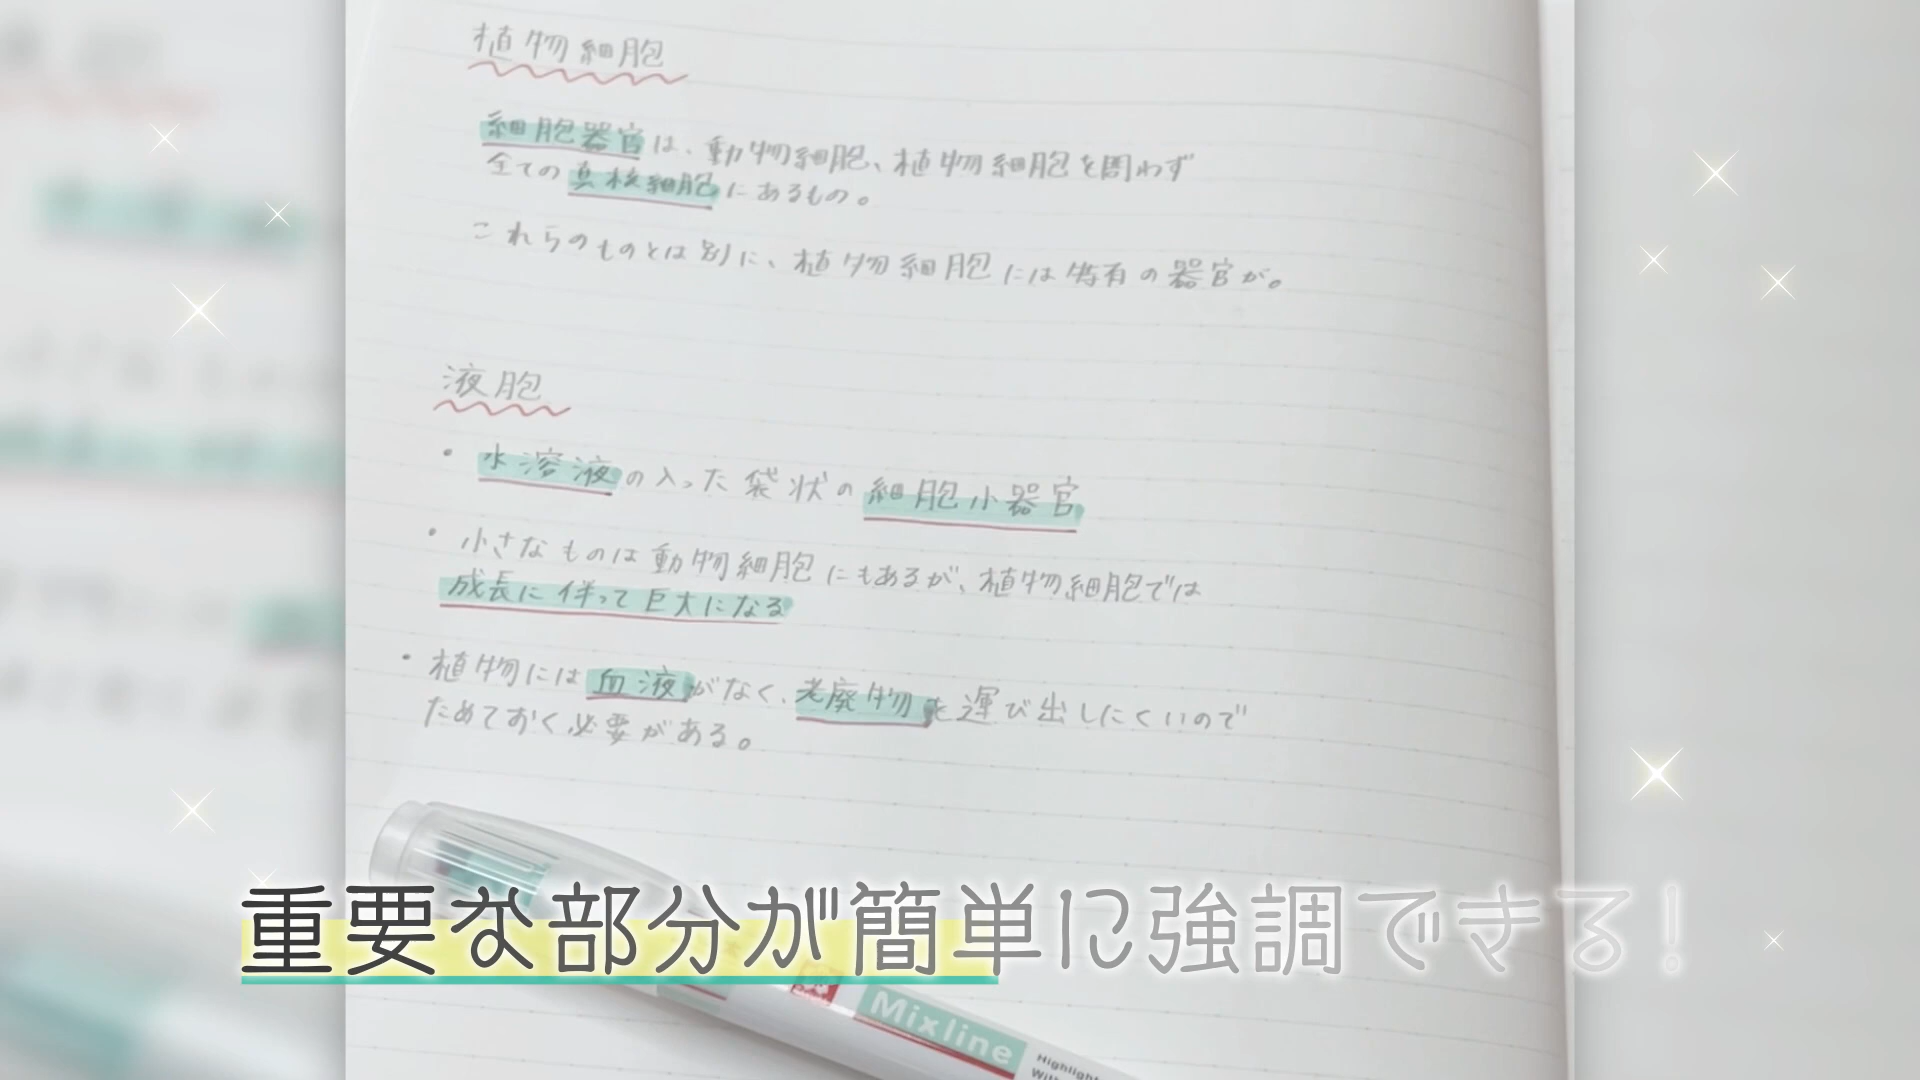 植物細胞
細胞器官は、動物細胞、植物細胞を問わず
全ての真核細胞にあるもの。
これらのものとは別に、植物細胞には特有の器官が。
液胞
・水溶液の入った袋状の細胞小器官
・小さなものは動物細胞にもあるが、植物細胞では
成長に伴って巨大になる
・植物には血液がなく、老廃物を運び出しにくいので
ためておく必要がある。
重要な部分が簡単に強調できる!
Mixline
Highlight